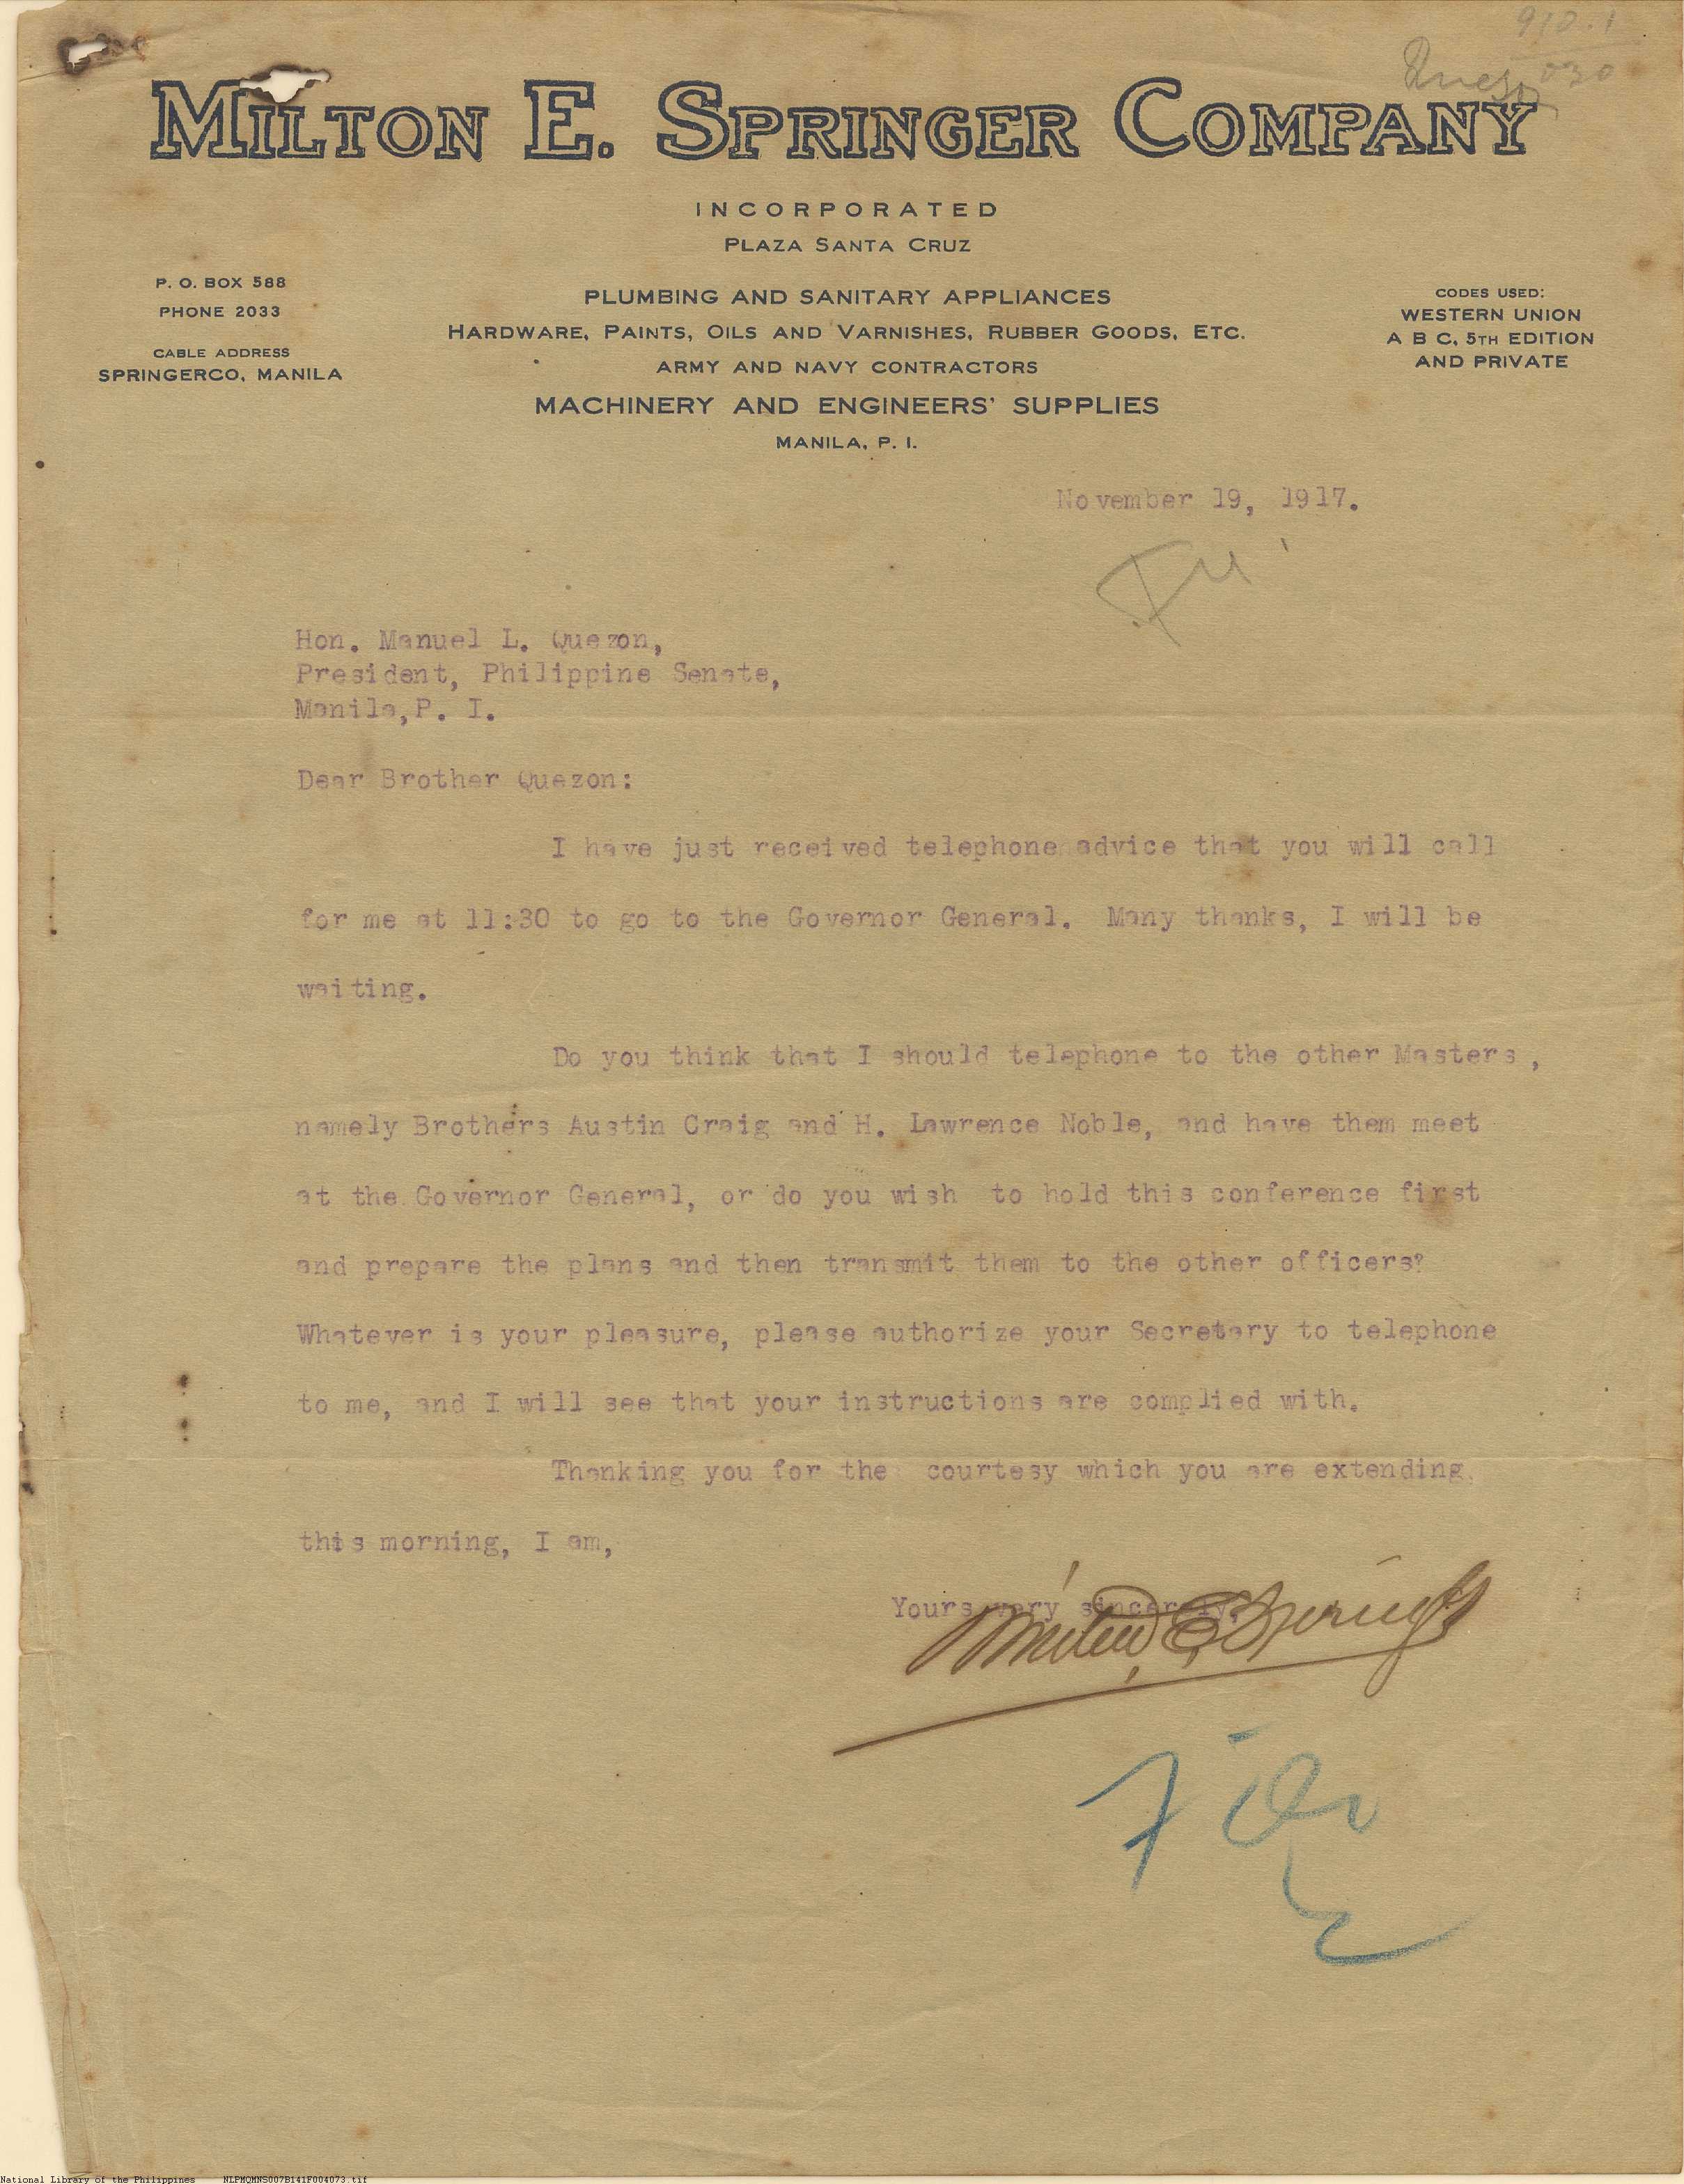 910.1
MILTON E. SPRINGER COMPANY
INCORPORATED
PLAZA SANTA CRUZ
P. O. BOX 588
PHONE 2033
CABLE ADDRESS
SPRINGERCO, MANILA
PLUMBING AND SANITARY APPLIANCES
HARDWARE, PAINTS, OILS AND VARNISHES, RUBBER GOODS, ETC.
ARMY AND NAVY CONTRACTORS
MACHINERY AND ENGINEERS' SUPPLIES
MANILA, P. I.
CODES USED:
WESTERN UNION
A B C, 5TH EDITION
AND PRIVATE
November 19, 1917.
Hon. Manuel L. Quezon,
President, Philippine Senate,
Manila, P. I.
Dear Brother Quezon:
I have just received telephone advice that you will call
for me at 11:30 to go to the Governor General. Many thanks, I will be
waiting.
Do you think that I should telephone to the other Masters,
namely Brothers Austin Craig and H. Lawrence Noble, and have them meet
at the Governor General, or do you wish to hold this conference first
and prepare the plans and then transmit them to the other officers?
Whatever is your pleasure, please authorize your Secretary to telephone
to me, and I will see that your instructions are complied with.
Thanking you for the courtesy which you are extending
this morning, I am,
Yours very sincerely,
Milton E Springer
File
National Library of the Philippines NLPMQMNS007B141F004073.tif